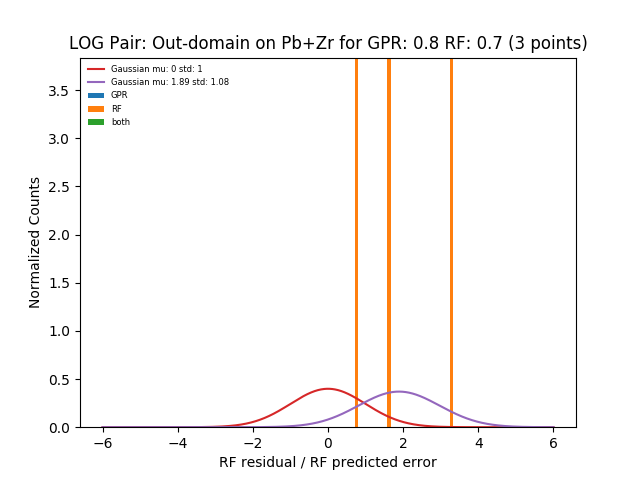 LOG Pair: Out-domain on Pb+Zr for GPR: 0.8 RF: 0.7 (3 points)
Gaussian mu: 0 std: 1
Gaussian mu: 1.89 std: 1.08
GPR
RF
both
3.5
3.0
2.5
2.0
1.5
1.0
0.5
0.0
Normalized Counts
−6 −4 −2 0 2 4 6
RF residual / RF predicted error